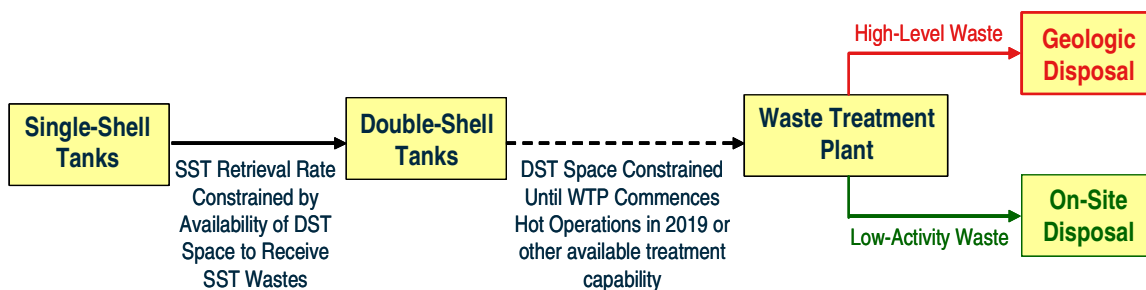 Single-Shell
Tanks
SST Retrieval Rate
Constrained by
Availability of DST
Space to Receive
SST Wastes
Double-Shell
Tanks
DST Space Constrained
Until WTP Commences
Hot Operations in 2019 or
other available treatment
capability
Waste Treatment
Plant
High-Level Waste
Geologic
Disposal
Low-Activity Waste
On-Site
Disposal